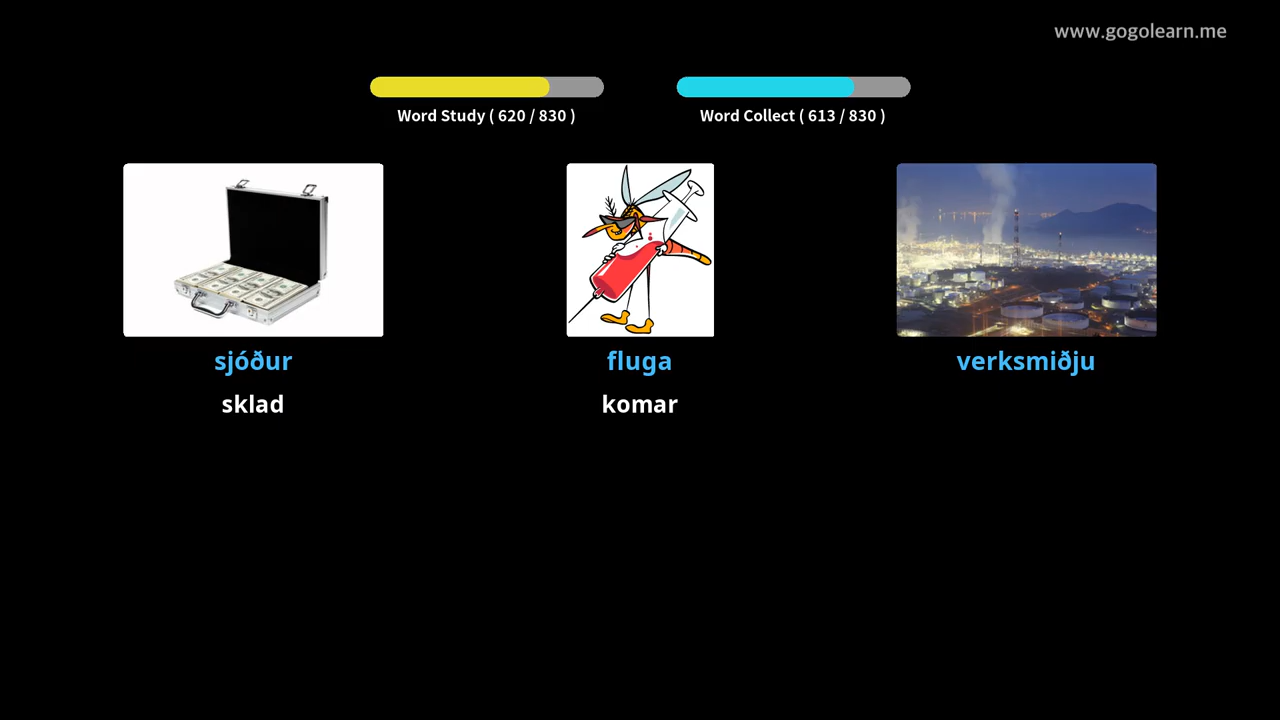 www.gogolearn.me
Word Study ( 620 / 830 )
Word Collect ( 613 / 830 )
sjóður
fluga
verksmiðju
sklad
komar